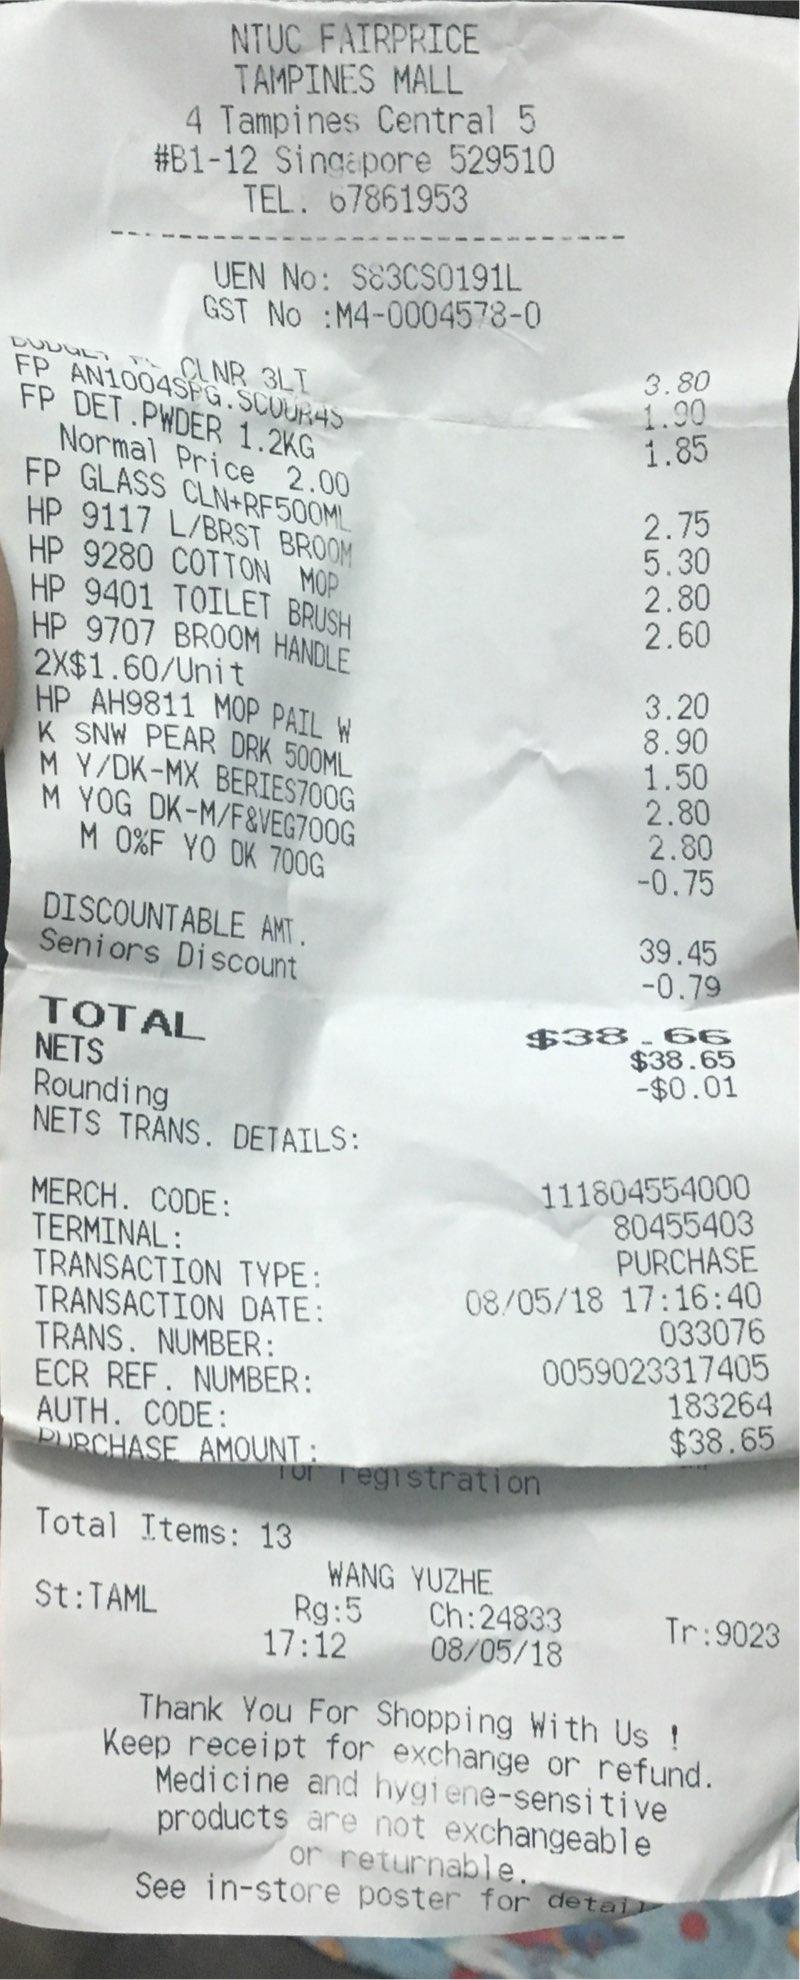 NTUC FAIRPRICE
TAMPINES MALL
4 Tampines Central 5
#B1-12 Singapore 529510
TEL. 67861953
UEN No: S83CS0191L
GST No :M4-0004578-0
CLNR 3LT 3.80
FP AN1004SPG.SCOUR4S 1.90
FP DET.PWDER 1.2KG 1.85
Normal Price 2.00
FP GLASS CLN+RF500ML 2.75
HP 9117 L/BRST BROOM 5.30
HP 9280 COTTON MOP 2.80
HP 9401 TOILET BRUSH 2.60
HP 9707 BROOM HANDLE
2X$1.60/Unit 3.20
HP AH9811 MOP PAIL W 8.90
K SNW PEAR DRK 500ML 1.50
M Y/DK-MX BERIES700G 2.80
M YOG DK-M/F&VEG700G 2.80
M 0%F YO DK 700G -0.75
DISCOUNTABLE AMT. 39.45
Seniors Discount -0.79
TOTAL $38.66
NETS $38.65
Rounding -$0.01
NETS TRANS. DETAILS:
MERCH. CODE: 111804554000
TERMINAL: 80455403
TRANSACTION TYPE: PURCHASE
TRANSACTION DATE: 08/05/18 17:16:40
TRANS. NUMBER: 033076
ECR REF. NUMBER: 0059023317405
AUTH. CODE: 183264
PURCHASE AMOUNT: $38.65
for registration
Total Items: 13
WANG YUZHE
St:TAML Rg:5 Ch:24833 Tr:9023
17:12 08/05/18
Thank You For Shopping With Us !
Keep receipt for exchange or refund.
Medicine and hygiene-sensitive
products are not exchangeable
or returnable.
See in-store poster for detail